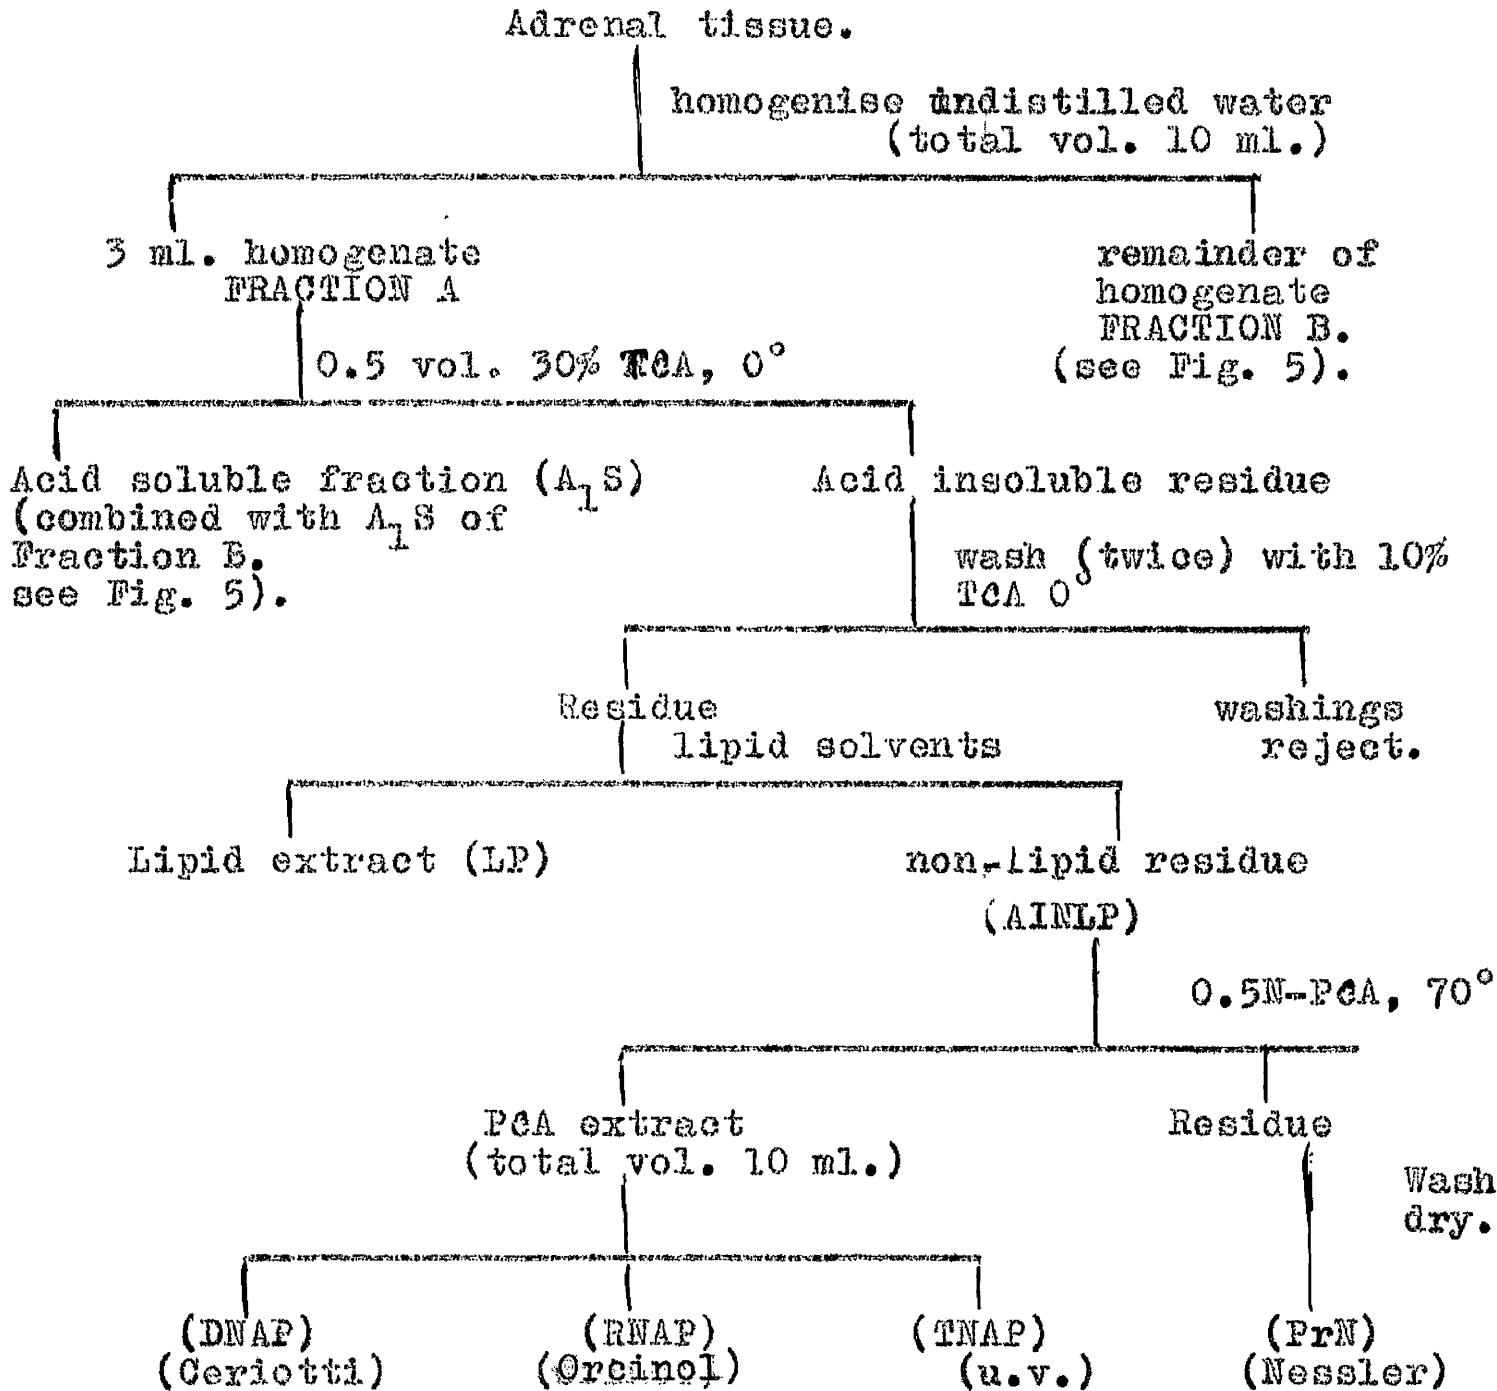 Adrenal tissue.
homogenise in distilled water
(total vol. 10 ml.)
3 ml. homogenate
FRACTION A
remainder of
homogenate
FRACTION B.
(see Fig. 5).
0.5 vol. 30% TCA, 0°
Acid soluble fraction (A₁S)
(combined with A₁S of
Fraction B.
see Fig. 5).
Acid insoluble residue
wash (twice) with 10%
TCA 0°
Residue
lipid solvents
washings
reject.
Lipid extract (LP)
non-lipid residue
(AINLP)
0.5N-PCA, 70°
PCA extract
(total vol. 10 ml.)
Residue
Wash
dry.
(DNAP)
(Ceriotti)
(RNAP)
(Orcinol)
(TNAP)
(u.v.)
(PrN)
(Nessler)